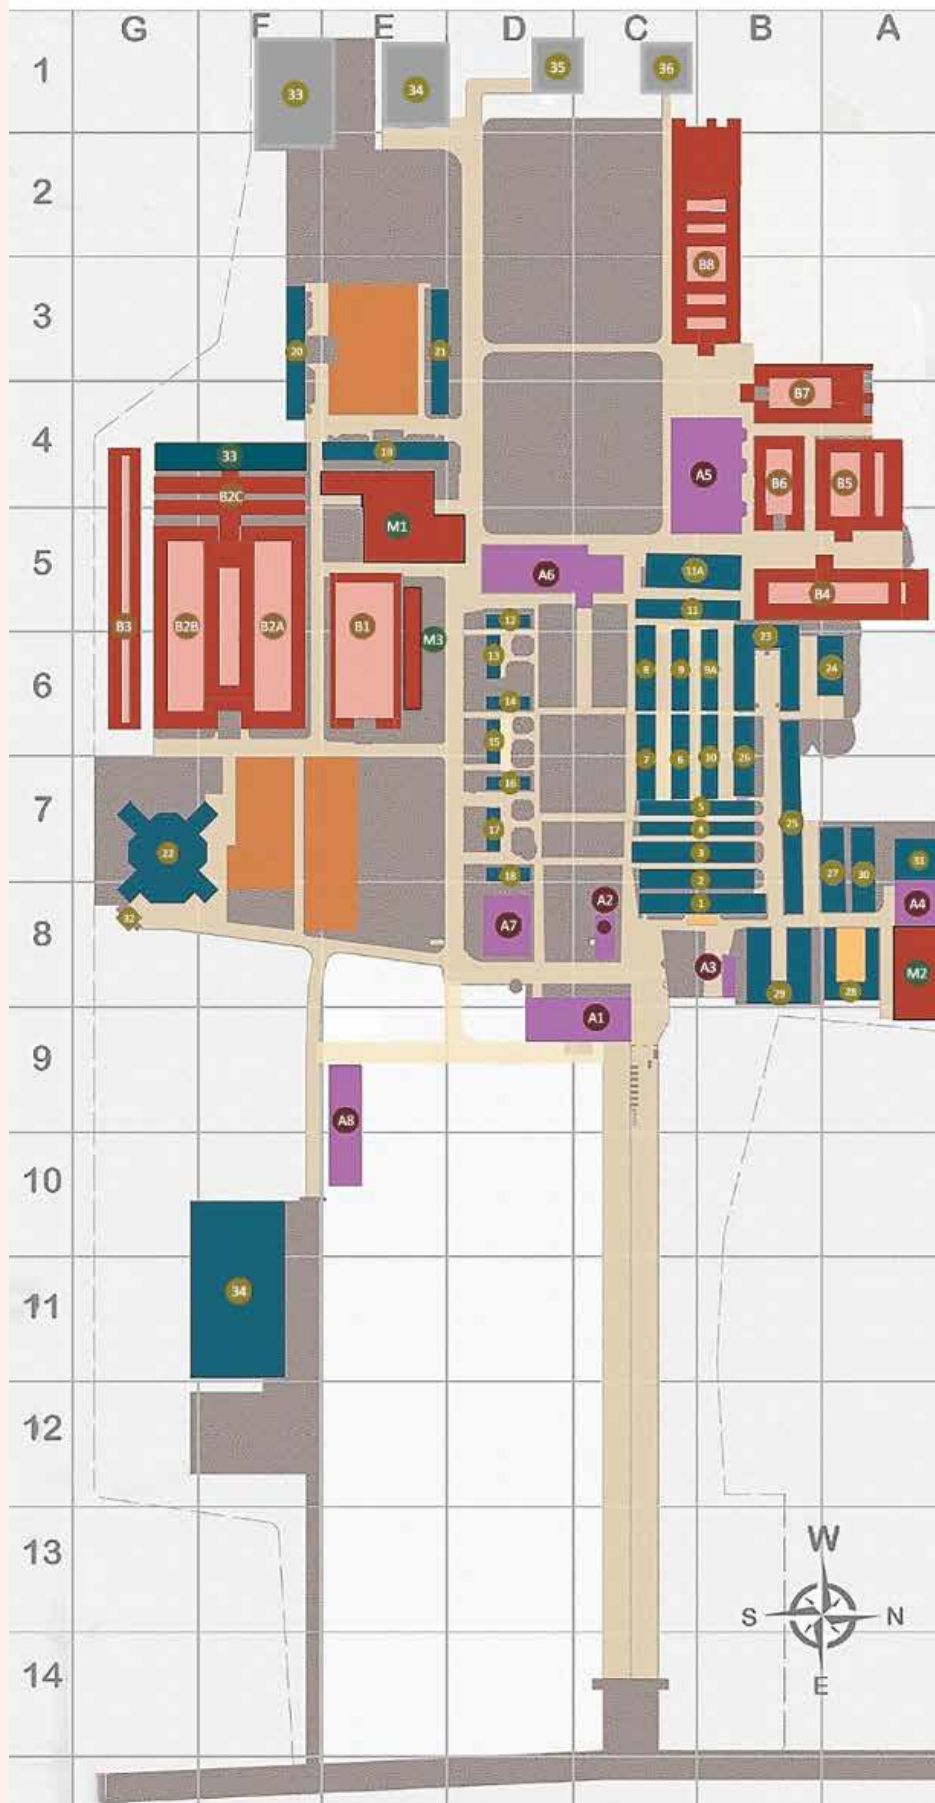 G F E D C B A
1
33 34 35 36
2
B8
3
20 21
B7
4
33 19 A5 B6 B5
B2C
M1
5
A6 11A
B4
12 11
B3 B2B B2A B1 M3 13 8 9 9A 23 24
6
14
15 7 6 10 26
16
7
5
17 4 25
22 3 27 30 31
18 2
32 A7 A2 1 A4
8
A3 M2
29 28
A1
9
A8
10
11
34
12
13
W
S N
E
14